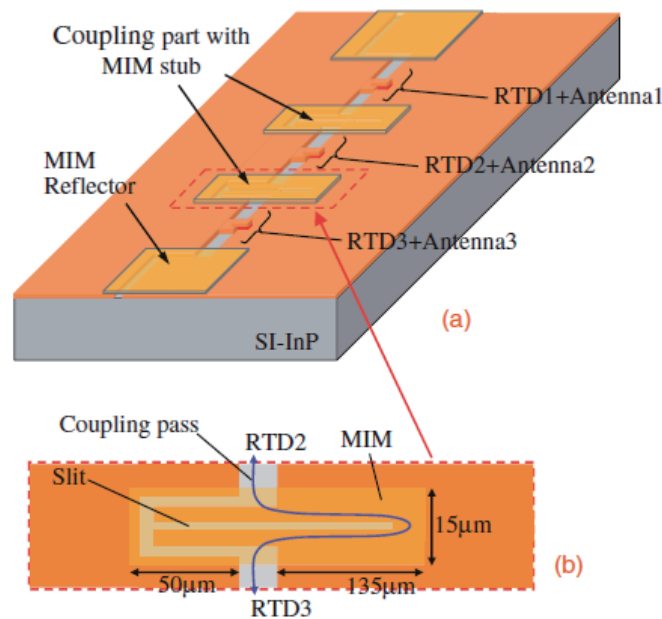 Coupling part with
MIM stub
RTD1+Antenna1
MIM
Reflector
RTD2+Antenna2
RTD3+Antenna3
SI-InP
(a)
Coupling pass
RTD2
MIM
Slit
15μm
50μm
135μm
(b)
RTD3